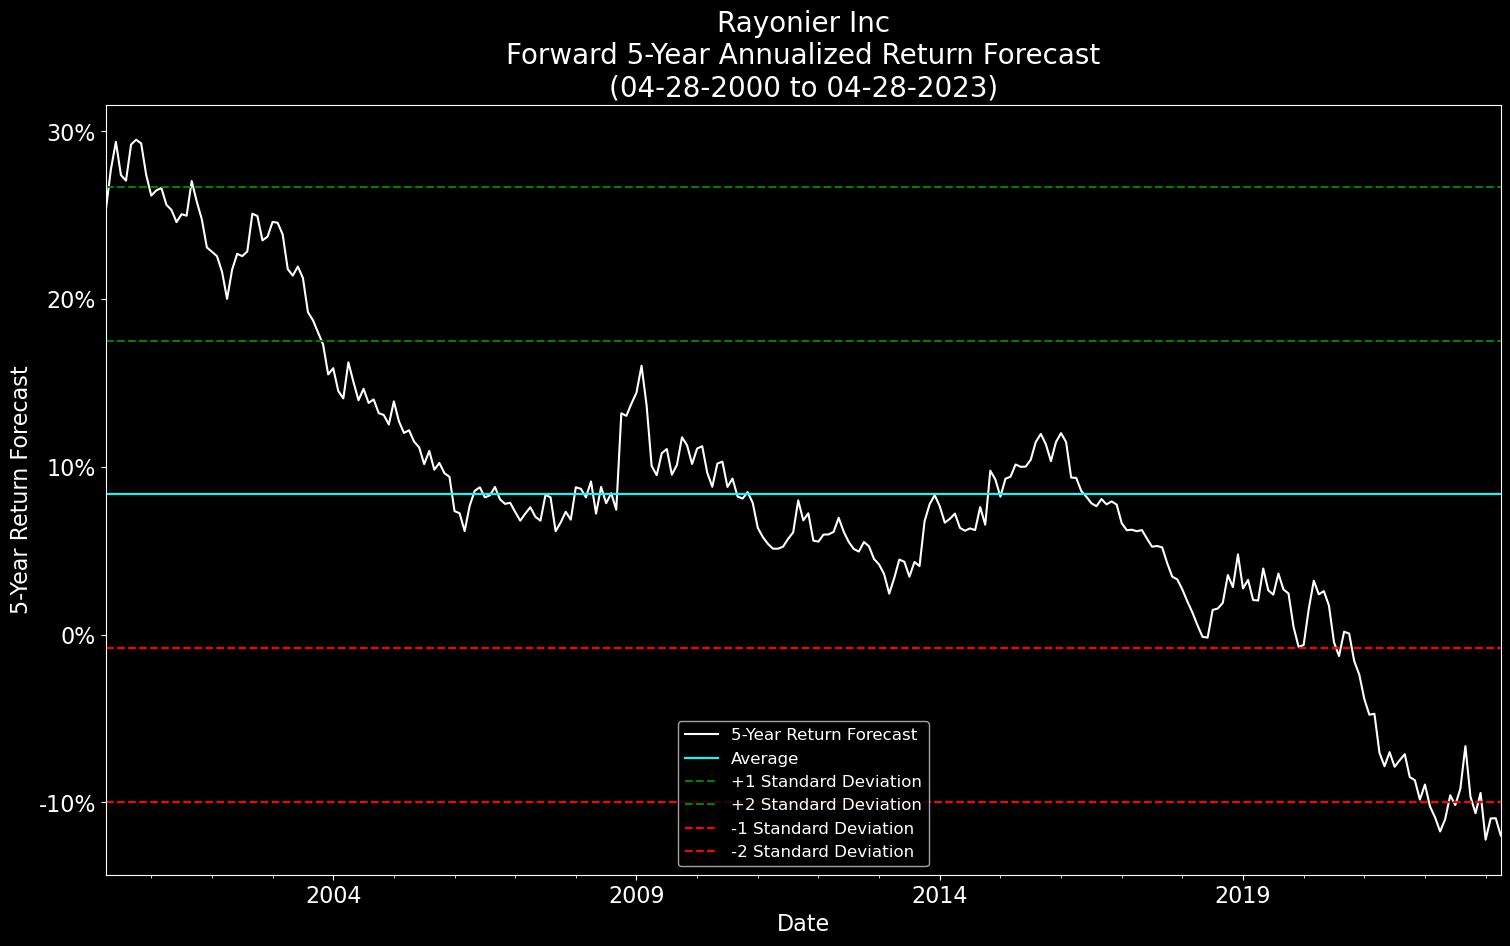 Rayonier Inc
Forward 5-Year Annualized Return Forecast
(04-28-2000 to 04-28-2023)
30%
20%
10%
0%
-10%
5-Year Return Forecast
5-Year Return Forecast
Average
+1 Standard Deviation
+2 Standard Deviation
-1 Standard Deviation
-2 Standard Deviation
2004 2009 2014 2019
Date